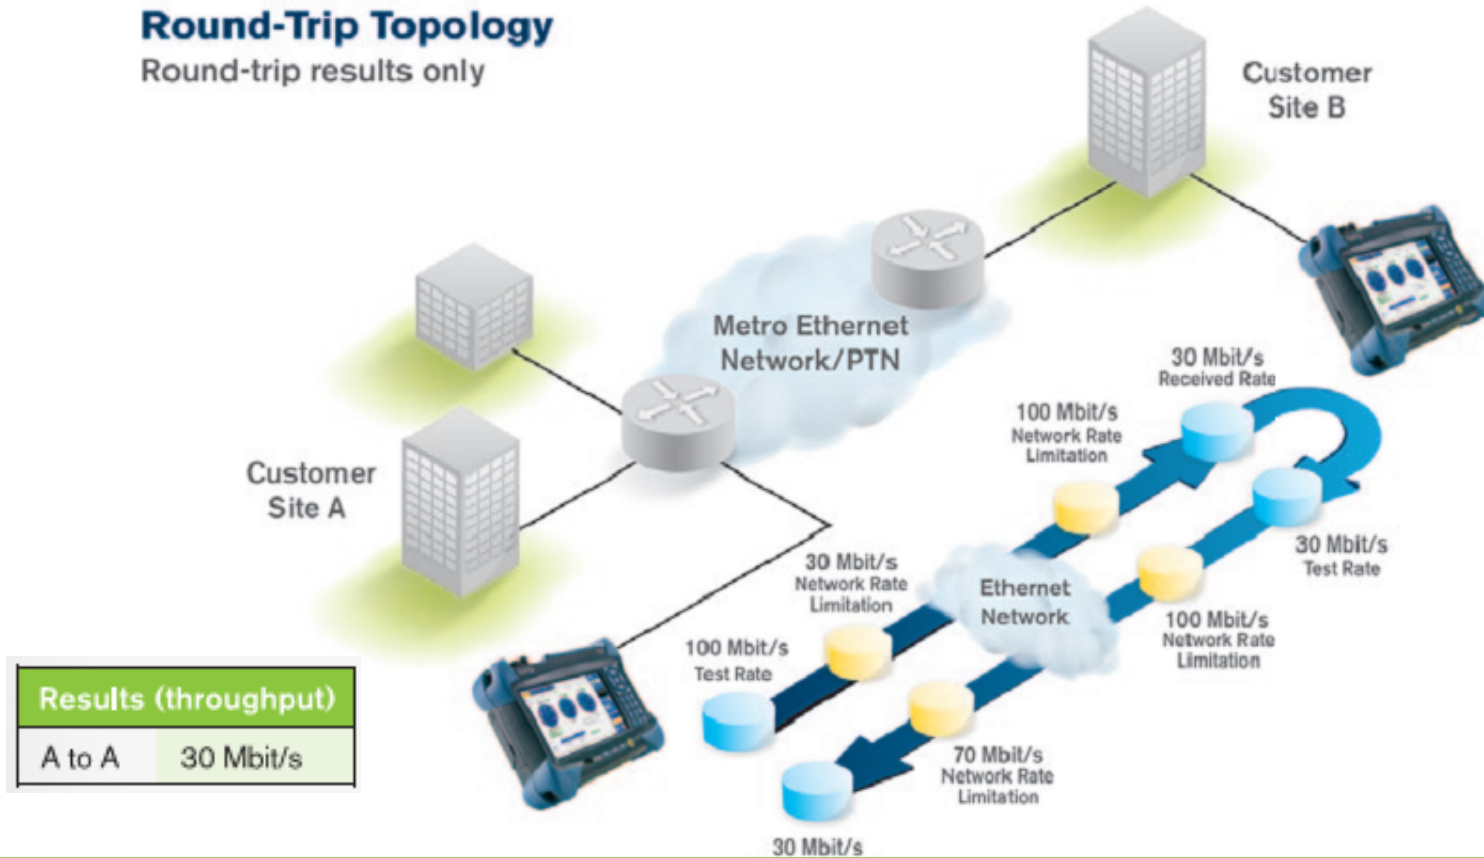 Round-Trip Topology
Round-trip results only
Customer
Site B
Metro Ethernet
Network/PTN
30 Mbit/s
Received Rate
100 Mbit/s
Network Rate
Limitation
Customer
Site A
30 Mbit/s
Network Rate
Limitation
Ethernet
Network
30 Mbit/s
Test Rate
100 Mbit/s
Network Rate
Limitation
100 Mbit/s
Test Rate
70 Mbit/s
Network Rate
Limitation
30 Mbit/s
Results (throughput)
A to A 30 Mbit/s